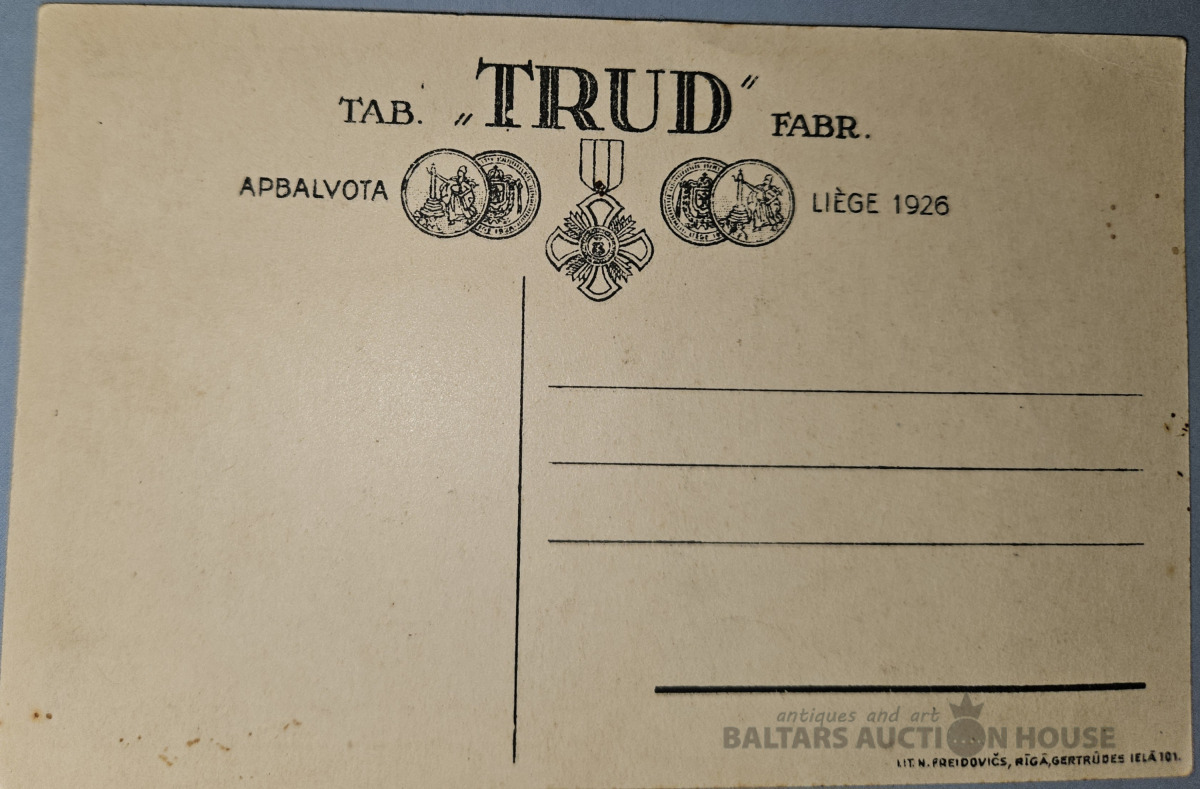 TAB. „TRUD” FABR.
APBALVOTA LIÈGE 1926
antiques and art
BALTARS AUCTION HOUSE
LIT. N. FREIDOVIČS, RĪGĀ, GERTRŪDES IELĀ 101.